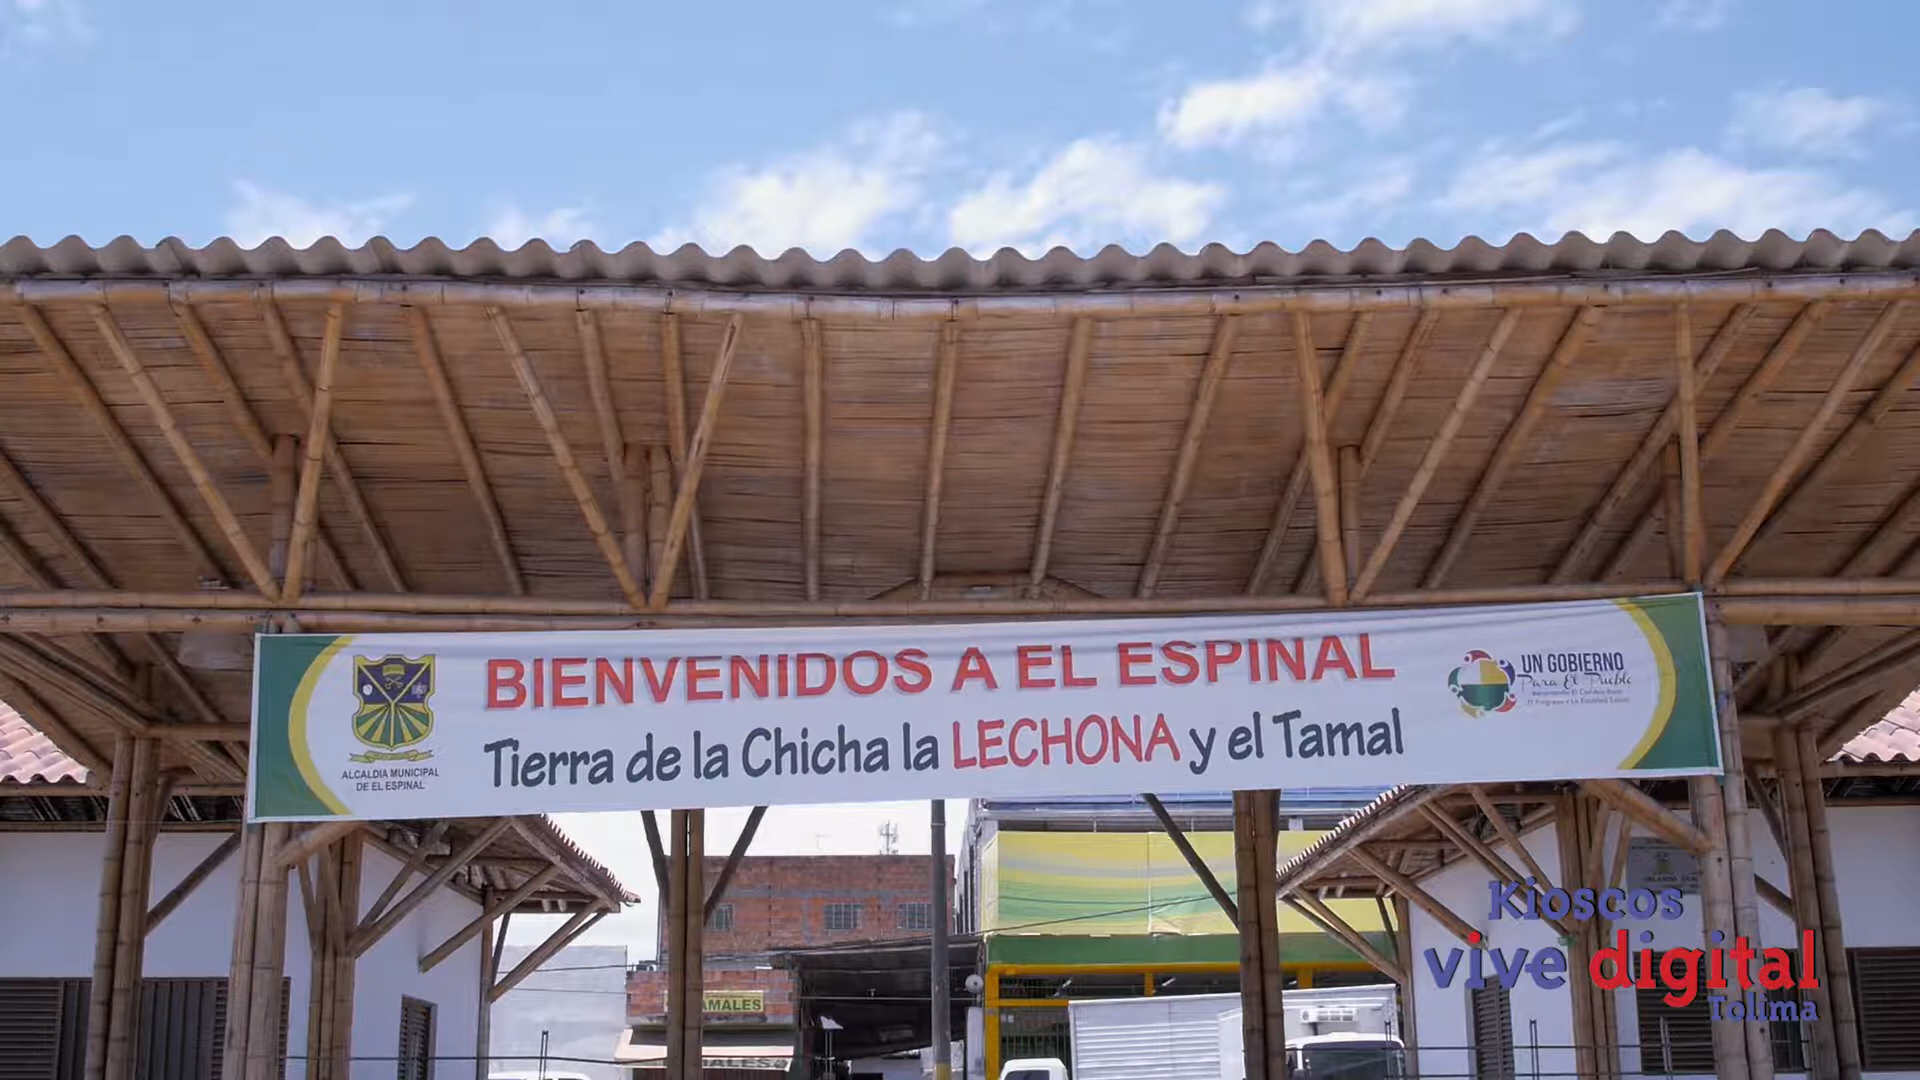 BIENVENIDOS A EL ESPINAL
Tierra de la Chicha la LECHONA y el Tamal
ALCALDIA MUNICIPAL
DE EL ESPINAL
UN GOBIERNO
Para El Pueblo
AMALES
Kioscos
vive digital
Tolima